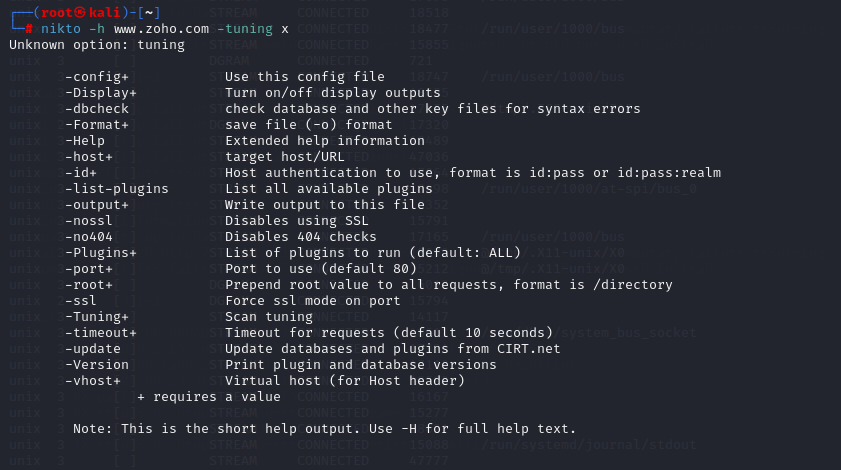 ┌──(root㉿kali)-[~]
└─# nikto -h www.zoho.com -tuning x
Unknown option: tuning
-config+ Use this config file
-Display+ Turn on/off display outputs
-dbcheck check database and other key files for syntax errors
-Format+ save file (-o) format
-Help Extended help information
-host+ target host/URL
-id+ Host authentication to use, format is id:pass or id:pass:realm
-list-plugins List all available plugins
-output+ Write output to this file
-nossl Disables using SSL
-no404 Disables 404 checks
-Plugins+ List of plugins to run (default: ALL)
-port+ Port to use (default 80)
-root+ Prepend root value to all requests, format is /directory
-ssl Force ssl mode on port
-Tuning+ Scan tuning
-timeout+ Timeout for requests (default 10 seconds)
-update Update databases and plugins from CIRT.net
-Version Print plugin and database versions
-vhost+ Virtual host (for Host header)
+ requires a value
Note: This is the short help output. Use -H for full help text.